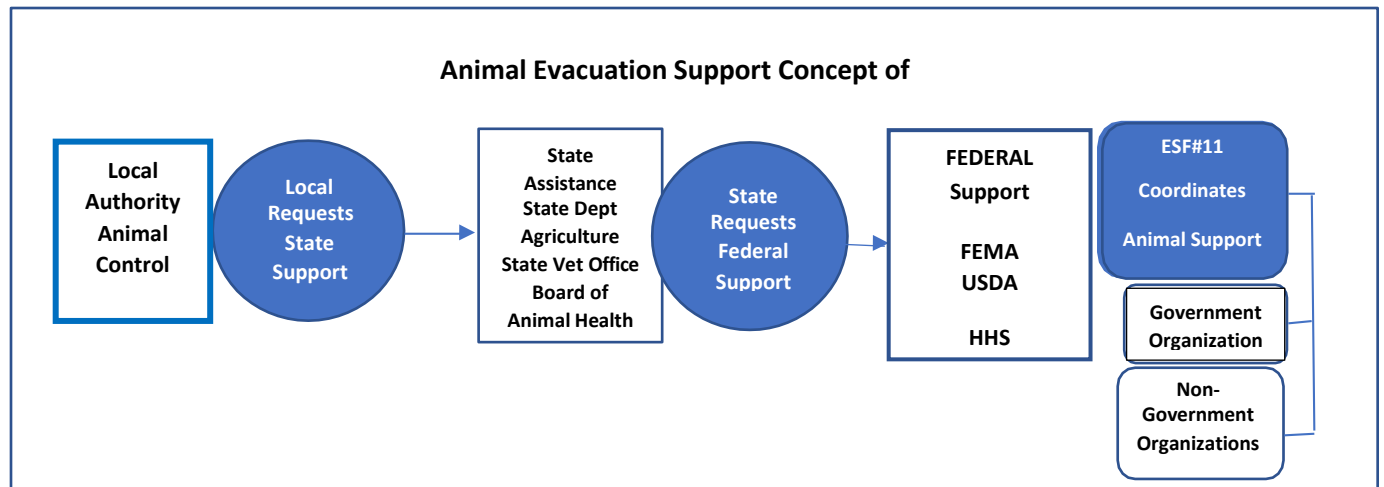 Animal Evacuation Support Concept of
Local
Authority
Animal
Control
Local
Requests
State
Support
State
Assistance
State Dept
Agriculture
State Vet Office
Board of
Animal Health
State
Requests
Federal
Support
FEDERAL
Support
FEMA
USDA
HHS
ESF#11
Coordinates
Animal Support
Government
Organization
Non-
Government
Organizations